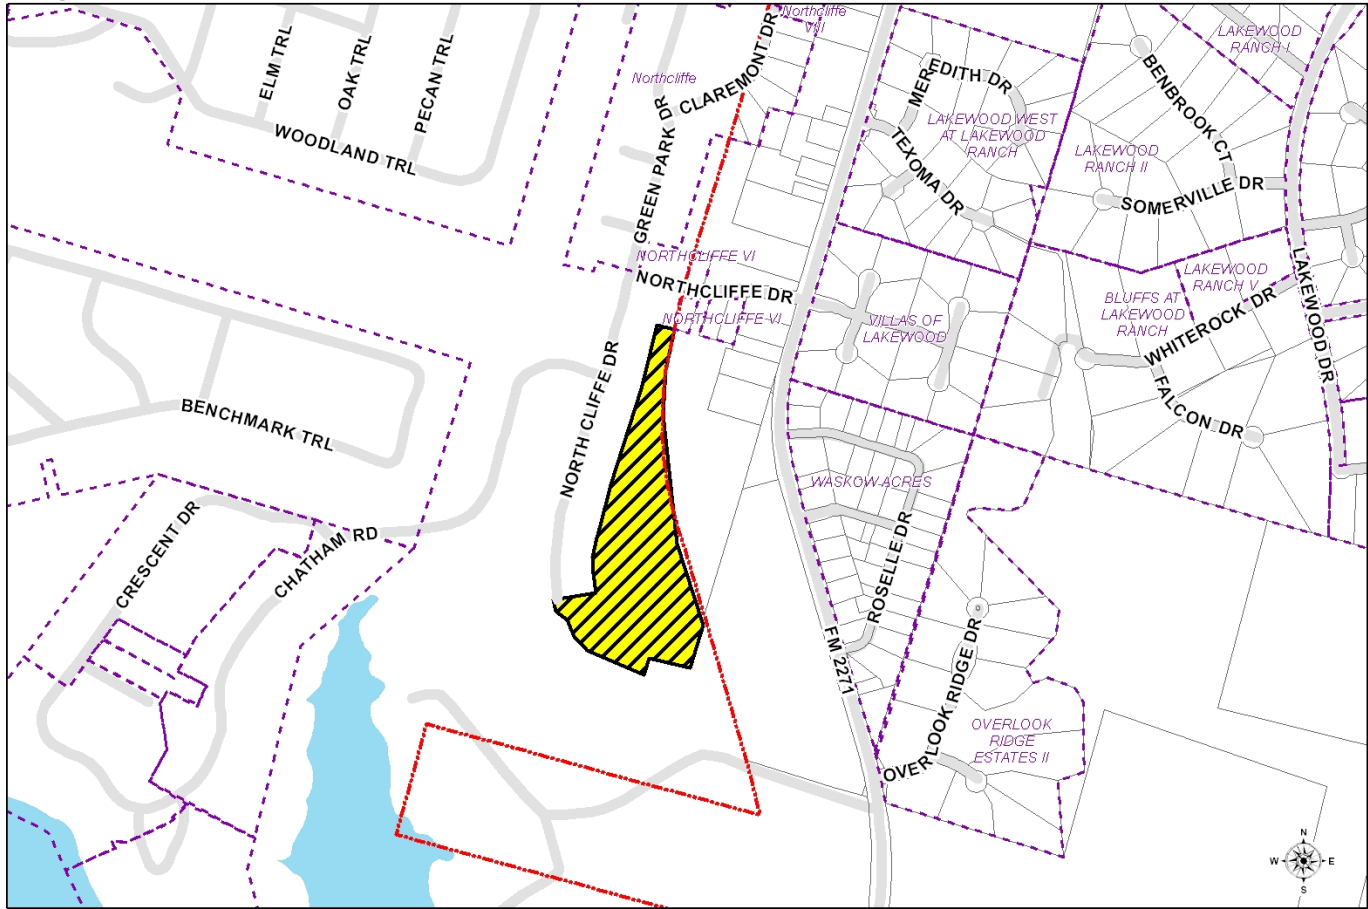 Northcliffe
VIII
ELM TRL
OAK TRL
PECAN TRL
WOODLAND TRL
Northcliffe
CLAREMONT DR
GREEN PARK DR
MEREDITH DR
TEXOMA DR
LAKEWOOD WEST
AT LAKEWOOD
RANCH
LAKEWOOD
RANCH I
BENBROOK CT
LAKEWOOD
RANCH II
SOMERVILLE DR
NORTHCLIFFE VI
NORTHCLIFFE DR
NORTHCLIFFE VI
VILLAS OF
LAKEWOOD
LAKEWOOD
RANCH V
BLUFFS AT
LAKEWOOD
RANCH
WHITEROCK DR
LAKEWOOD DR
FALCON DR
NORTH CLIFFE DR
BENCHMARK TRL
WASKOW ACRES
ROSELLE DR
CRESCENT DR
CHATHAM RD
FM 2271
OVERLOOK RIDGE DR
OVERLOOK
RIDGE
ESTATES II
N
W
E
S